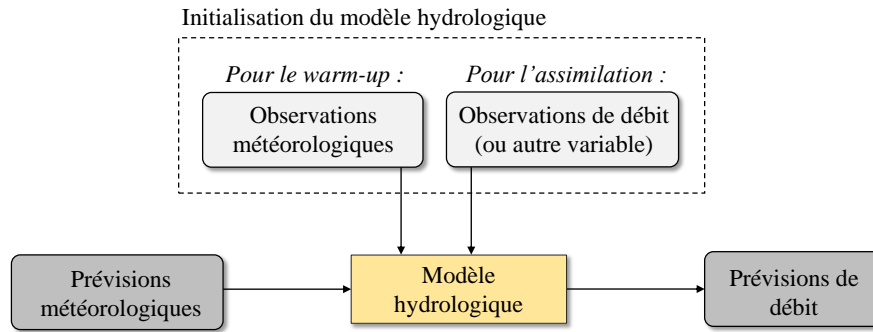 Initialisation du modèle hydrologique
Pour le warm-up :
Pour l'assimilation :
Observations
météorologiques
Observations de débit
(ou autre variable)
Prévisions
météorologiques
Modèle
hydrologique
Prévisions de
débit